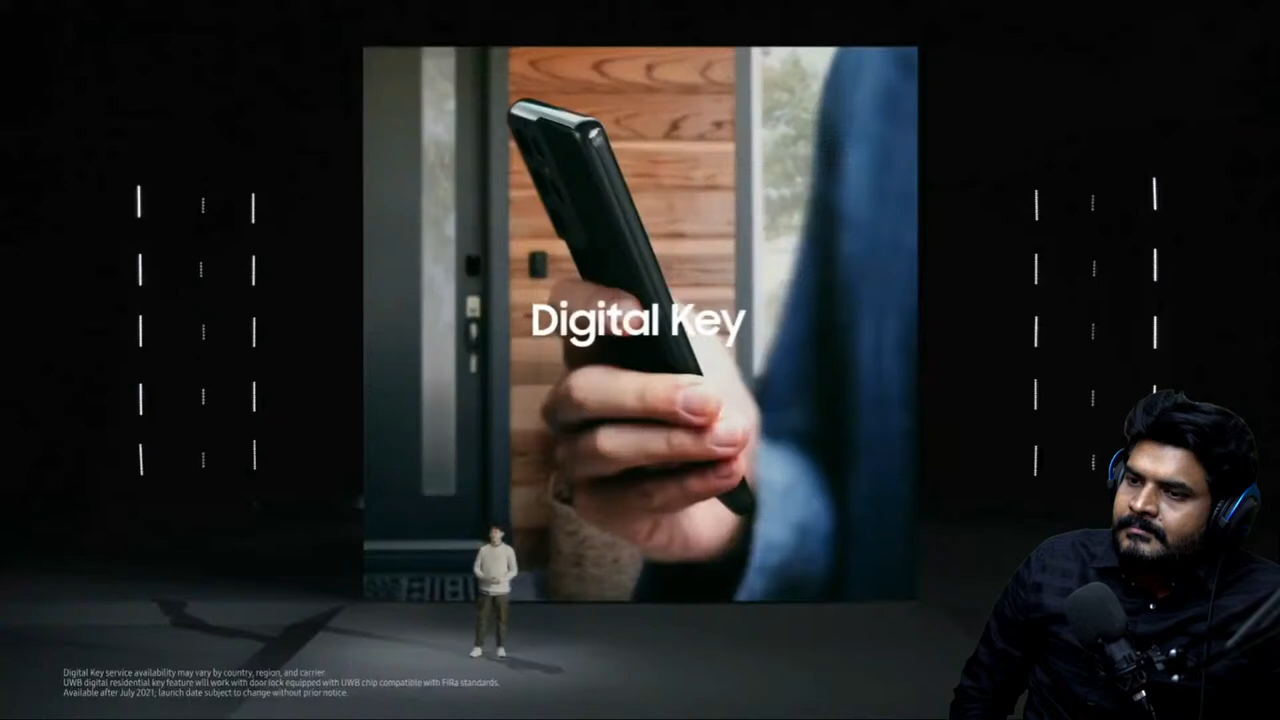 Digital Key
Digital Key service availability may vary by country, region, and carrier.
UWB digital residential key feature will work with door lock equipped with UWB chip compatible with FiRa standards.
Available after July 2021; launch date subject to change without prior notice.